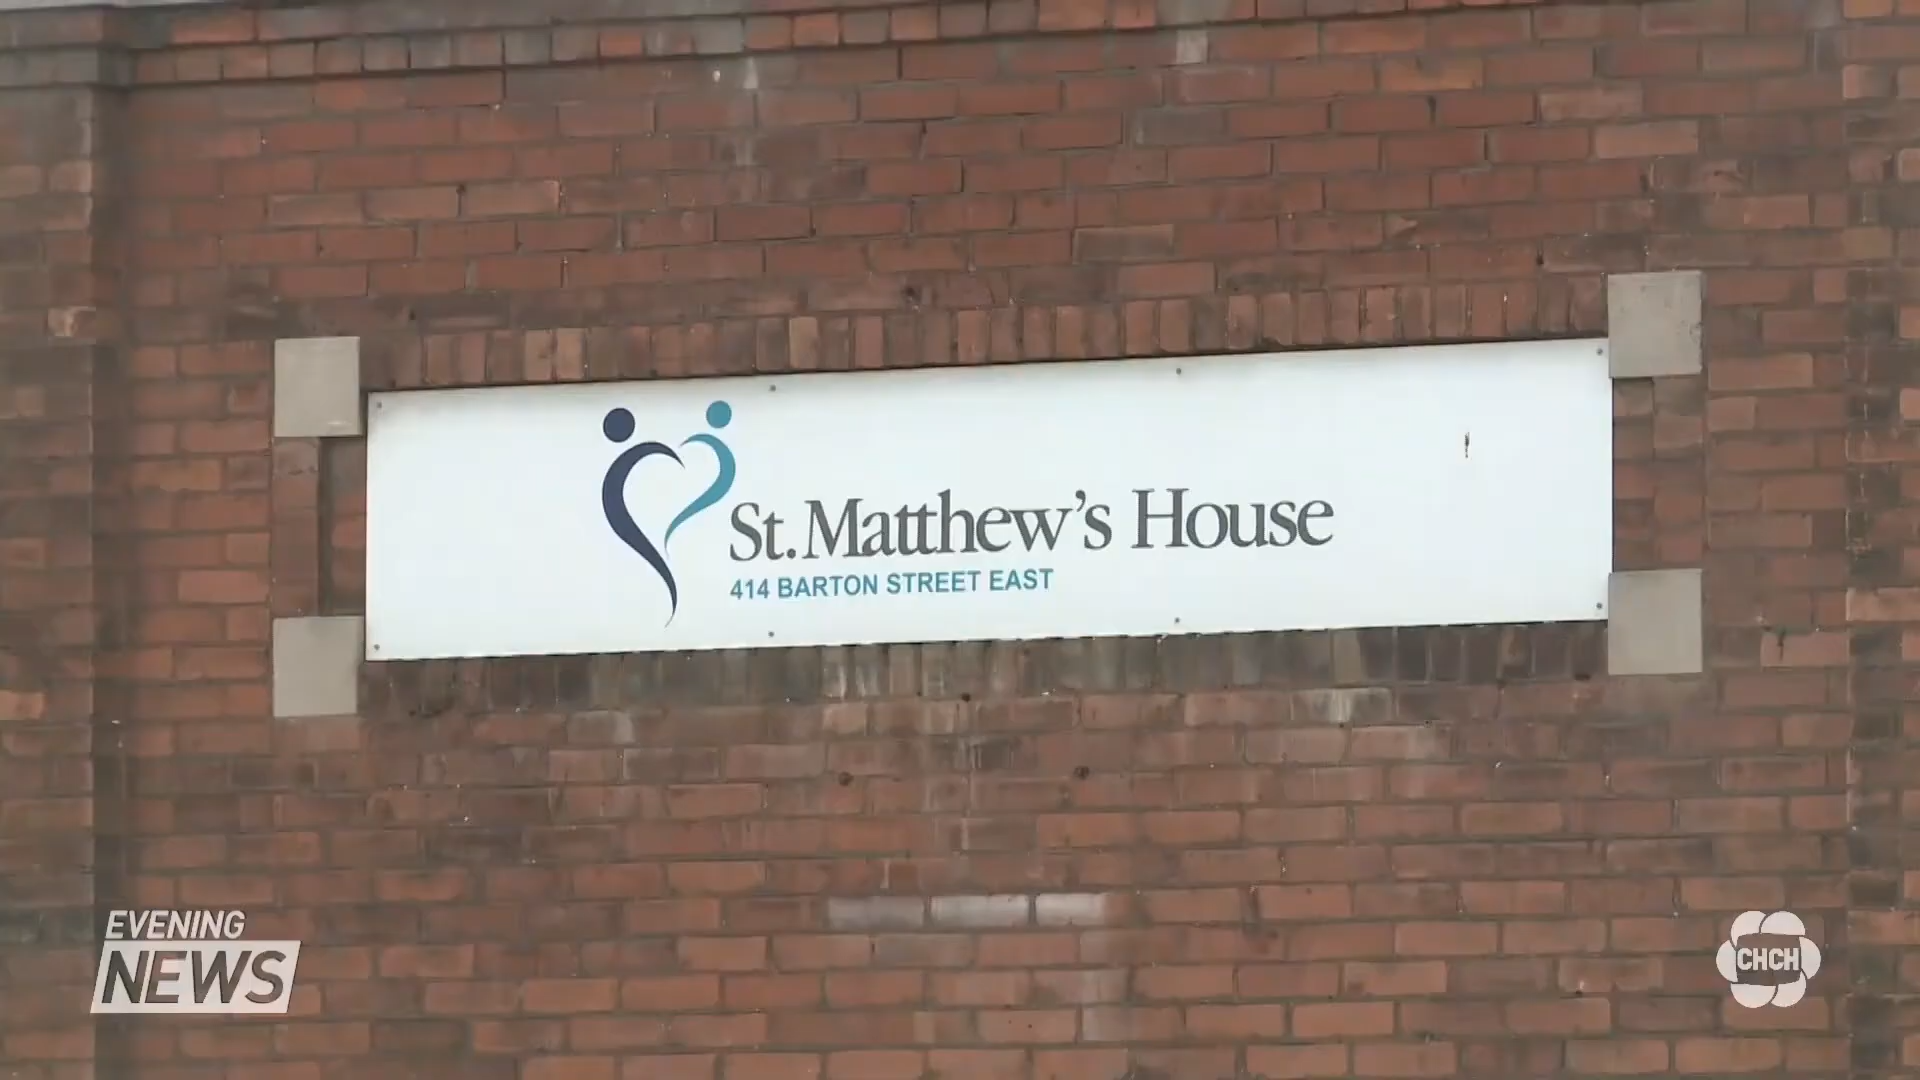 St. Matthew's House
414 BARTON STREET EAST
EVENING
NEWS
CHCH